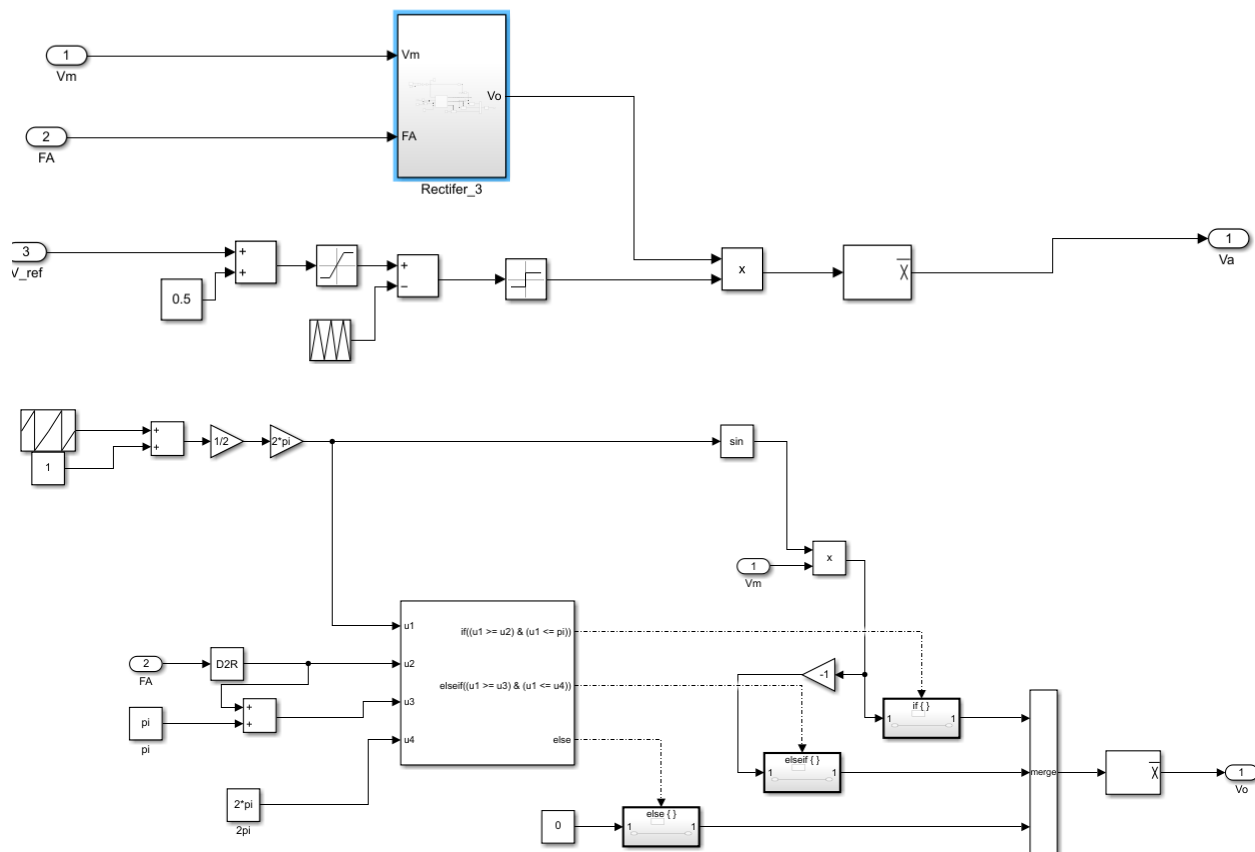 1
Vm
Vm
Vo
2
FA
FA
Rectifer_3
3
V_ref
+
+
0.5
+
−
x
X
1
Va
+
+
1
1/2
2*pi
sin
x
1
Vm
u1
if((u1 >= u2) & (u1 <= pi))
2
FA
D2R
u2
elseif((u1 >= u3) & (u1 <= u4))
-1
+
+
pi
pi
u3
if { }
1
1
u4
else
elseif { }
1
1
merge
X
1
Vo
2*pi
2pi
0
else { }
1
1